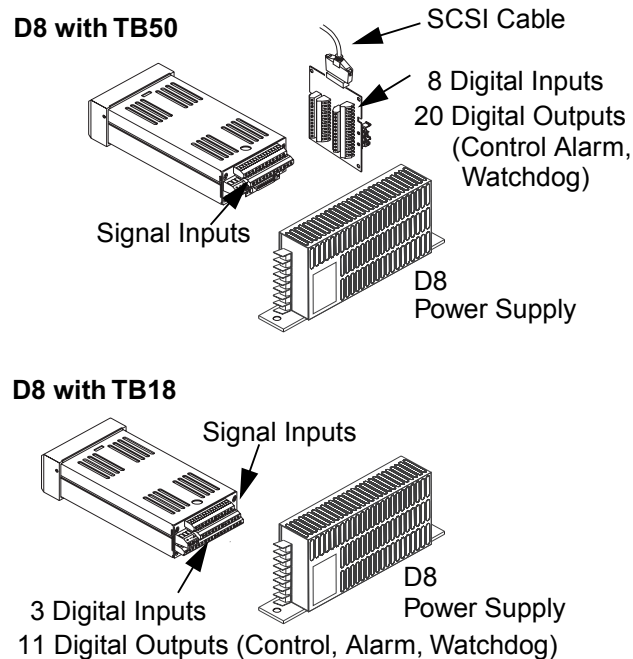 D8 with TB50
SCSI Cable
8 Digital Inputs
20 Digital Outputs
(Control Alarm,
Watchdog)
Signal Inputs
D8
Power Supply
D8 with TB18
Signal Inputs
D8
Power Supply
3 Digital Inputs
11 Digital Outputs (Control, Alarm, Watchdog)